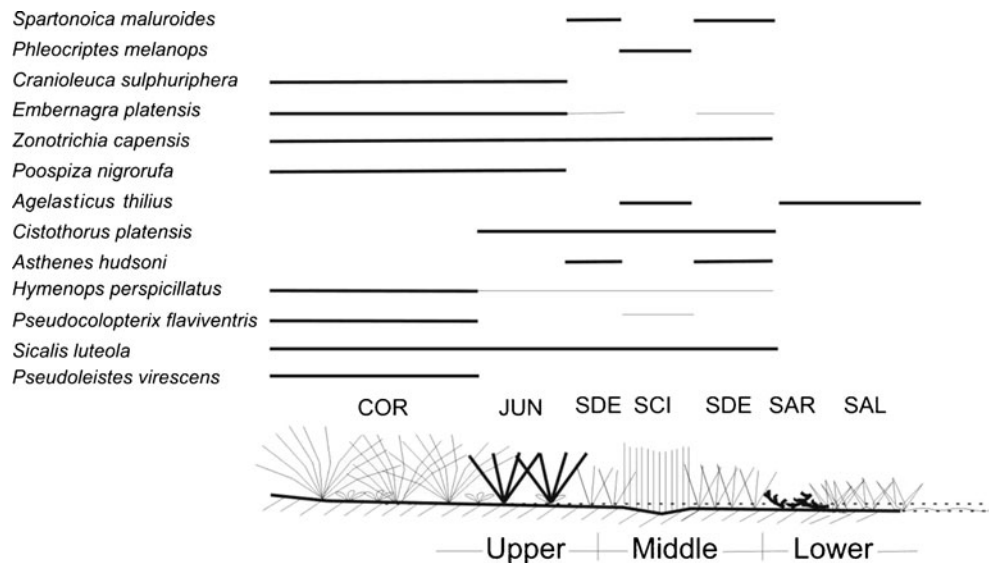 Spartonoica maluroides
Phleocriptes melanops
Cranioleuca sulphuriphera
Embernagra platensis
Zonotrichia capensis
Poospiza nigrorufa
Agelasticus thilius
Cistothorus platensis
Asthenes hudsoni
Hymenops perspicillatus
Pseudocolopterix flaviventris
Sicalis luteola
Pseudoleistes virescens
COR JUN SDE SCI SDE SAR SAL
Upper Middle Lower